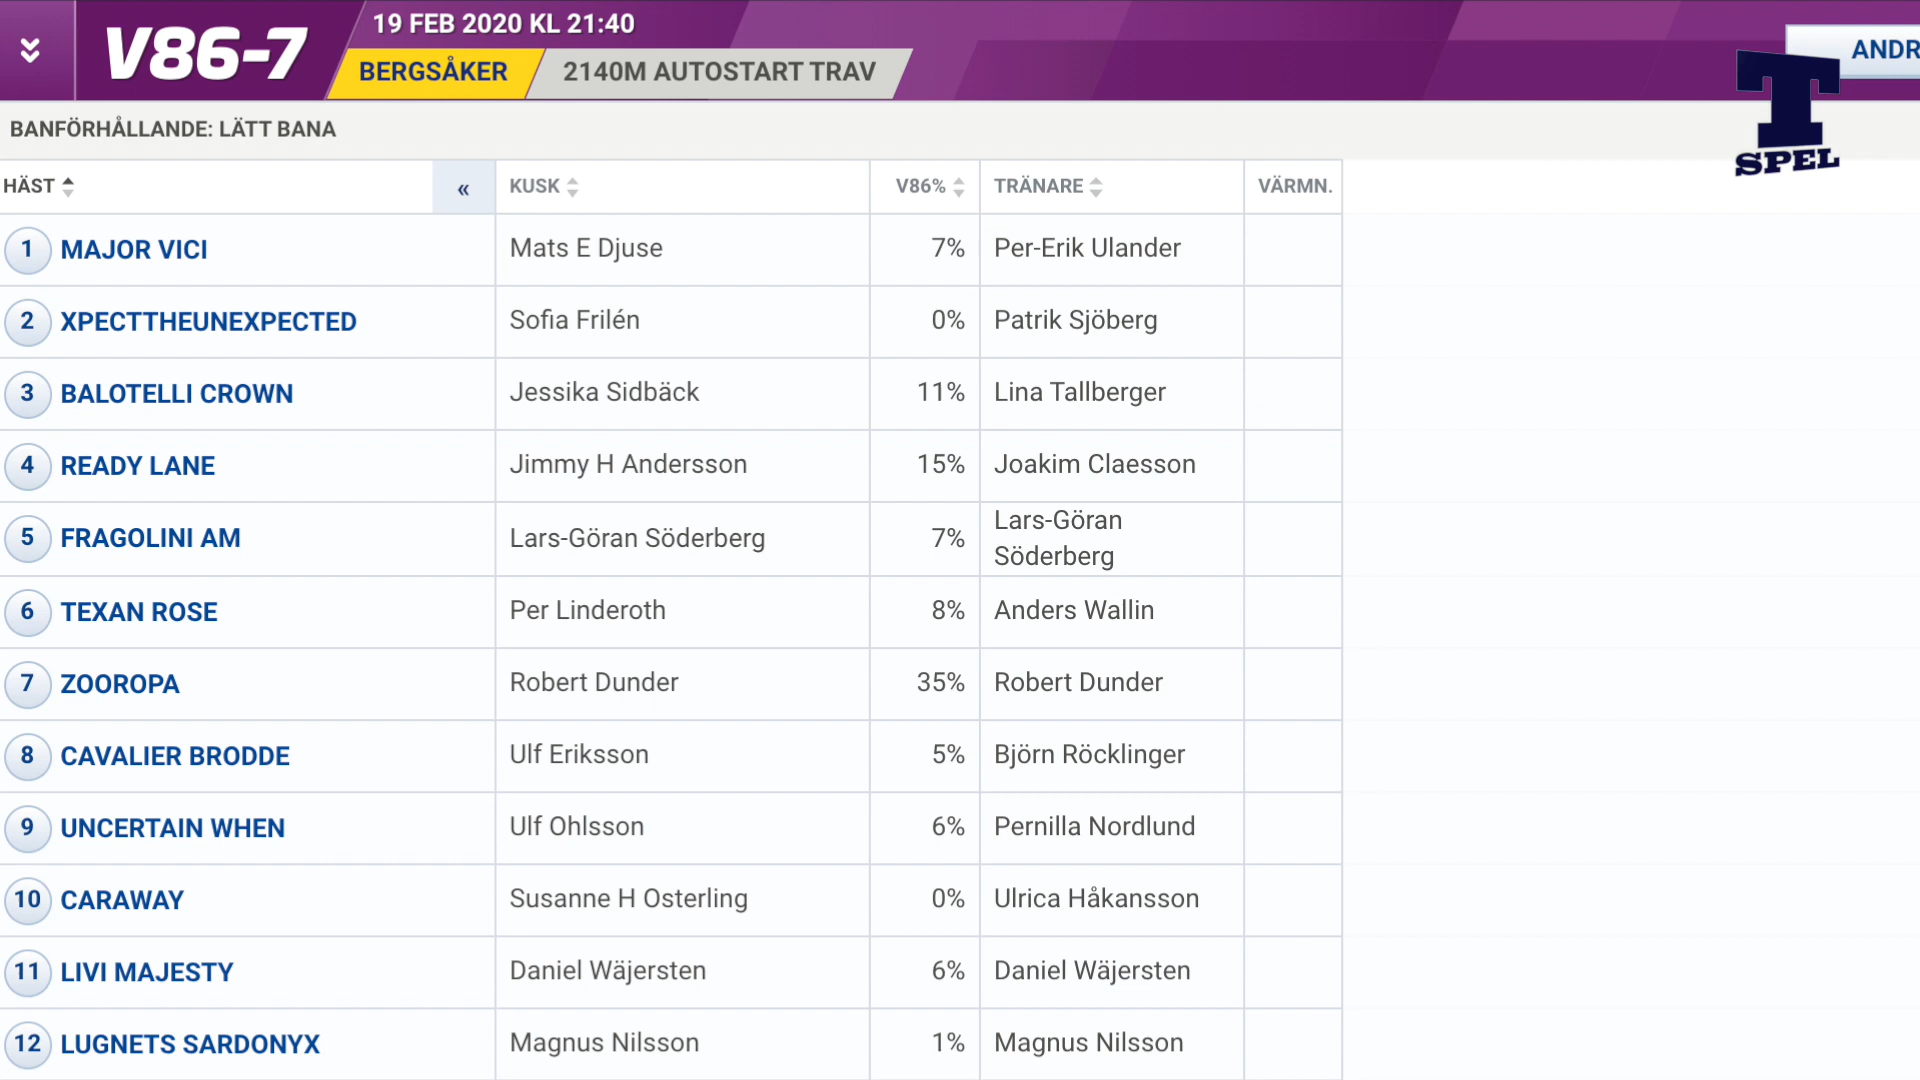 V86-7
19 FEB 2020 KL 21:40
BERGSÅKER 2140M AUTOSTART TRAV
ANDR
T
SPEL
BANFÖRHÅLLANDE: LÄTT BANA
HÄST « KUSK V86% TRÄNARE VÄRMN.
1 MAJOR VICI Mats E Djuse 7% Per-Erik Ulander
2 XPECTTHEUNEXPECTED Sofia Frilén 0% Patrik Sjöberg
3 BALOTELLI CROWN Jessika Sidbäck 11% Lina Tallberger
4 READY LANE Jimmy H Andersson 15% Joakim Claesson
5 FRAGOLINI AM Lars-Göran Söderberg 7% Lars-Göran
Söderberg
6 TEXAN ROSE Per Linderoth 8% Anders Wallin
7 ZOOROPA Robert Dunder 35% Robert Dunder
8 CAVALIER BRODDE Ulf Eriksson 5% Björn Röcklinger
9 UNCERTAIN WHEN Ulf Ohlsson 6% Pernilla Nordlund
10 CARAWAY Susanne H Osterling 0% Ulrica Håkansson
11 LIVI MAJESTY Daniel Wäjersten 6% Daniel Wäjersten
12 LUGNETS SARDONYX Magnus Nilsson 1% Magnus Nilsson